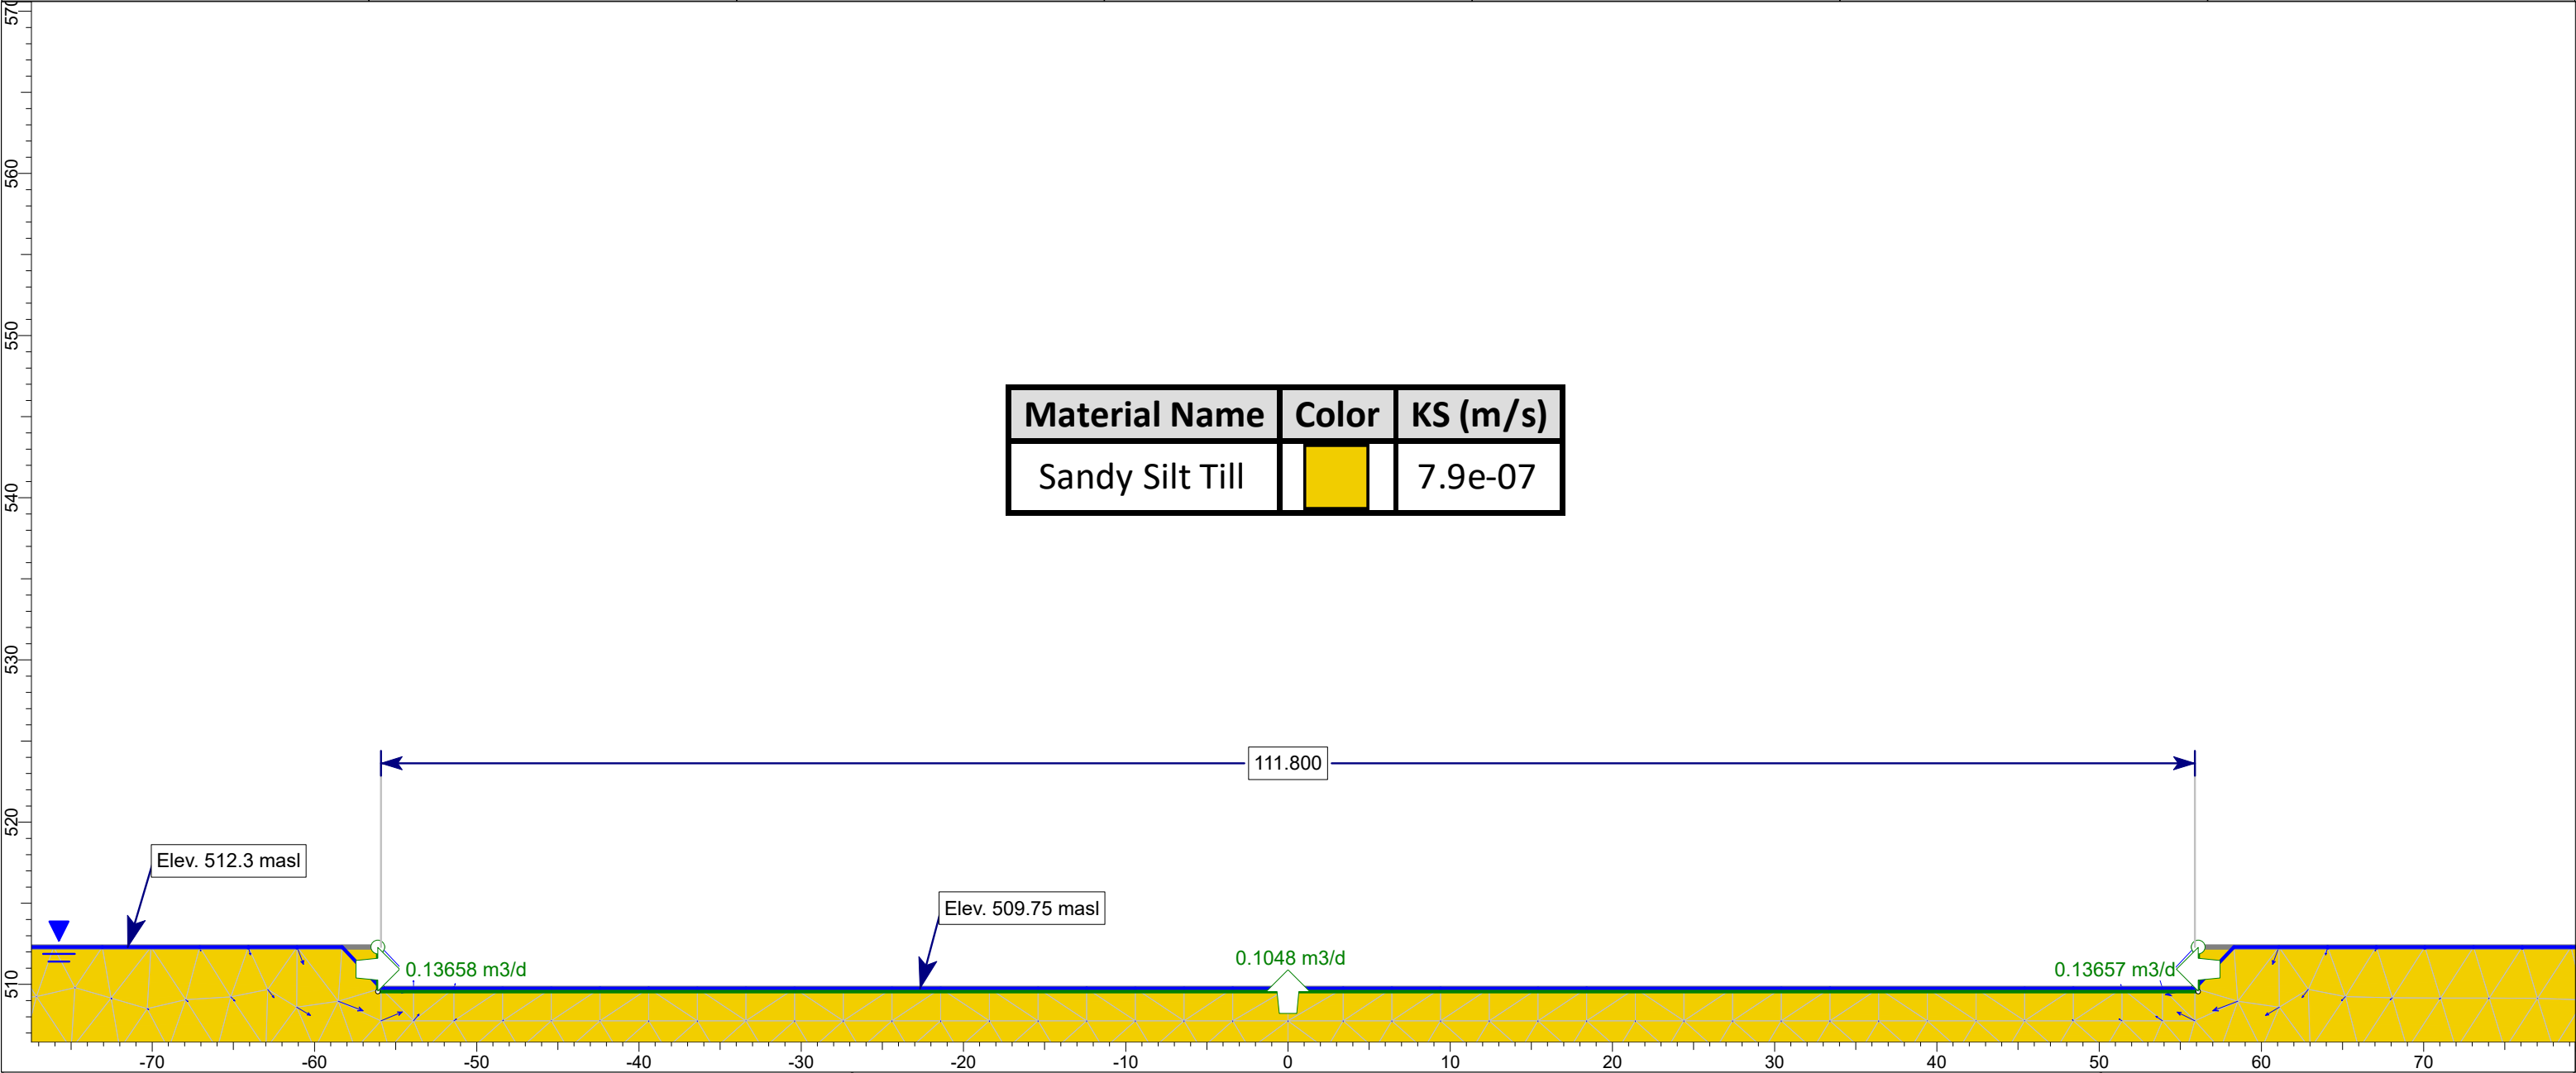 570
560
550
540
530
520
510
Material Name Color KS (m/s)
Sandy Silt Till 7.9e-07
111.800
Elev. 512.3 masl
Elev. 509.75 masl
0.13658 m3/d
0.1048 m3/d
0.13657 m3/d
-70 -60 -50 -40 -30 -20 -10 0 10 20 30 40 50 60 70